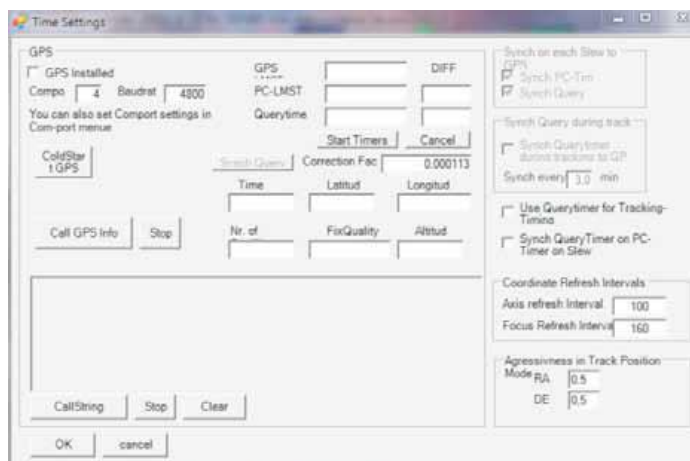 Time Settings
GPS
GPS Installed
Compo 4 Baudrat 4800
You can also set Comport settings in
Com-port menue
ColdStar
t GPS
Call GPS Info Stop
GPS
DIFF
PC-LMST
Querytime
Start Timers Cancel
Synch Query Correction Fac 0.000113
Time Latitud Longitud
Nr. of FixQuality Altitud
CallString Stop Clear
OK cancel
Synch on each Slew to
GPS
Synch PC-Tim
Synch Query
Synch Query during track
Synch Querytimer
during tracking to GP
Synch every 3,0 min
Use Querytimer for Tracking-
Timing
Synch QueryTimer on PC-
Timer on Slew
Coordinate Refresh Intervals
Axis refresh Interval 100
Focus Refresh Interva 160
Agressivness in Track Position
Mode RA 0,5
DE 0,5